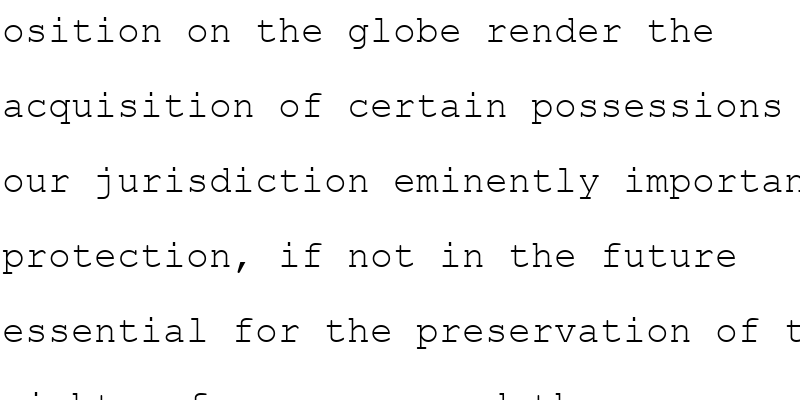 osition on the globe render the
acquisition of certain possessions
our jurisdiction eminently importan
protection, if not in the future
essential for the preservation of t